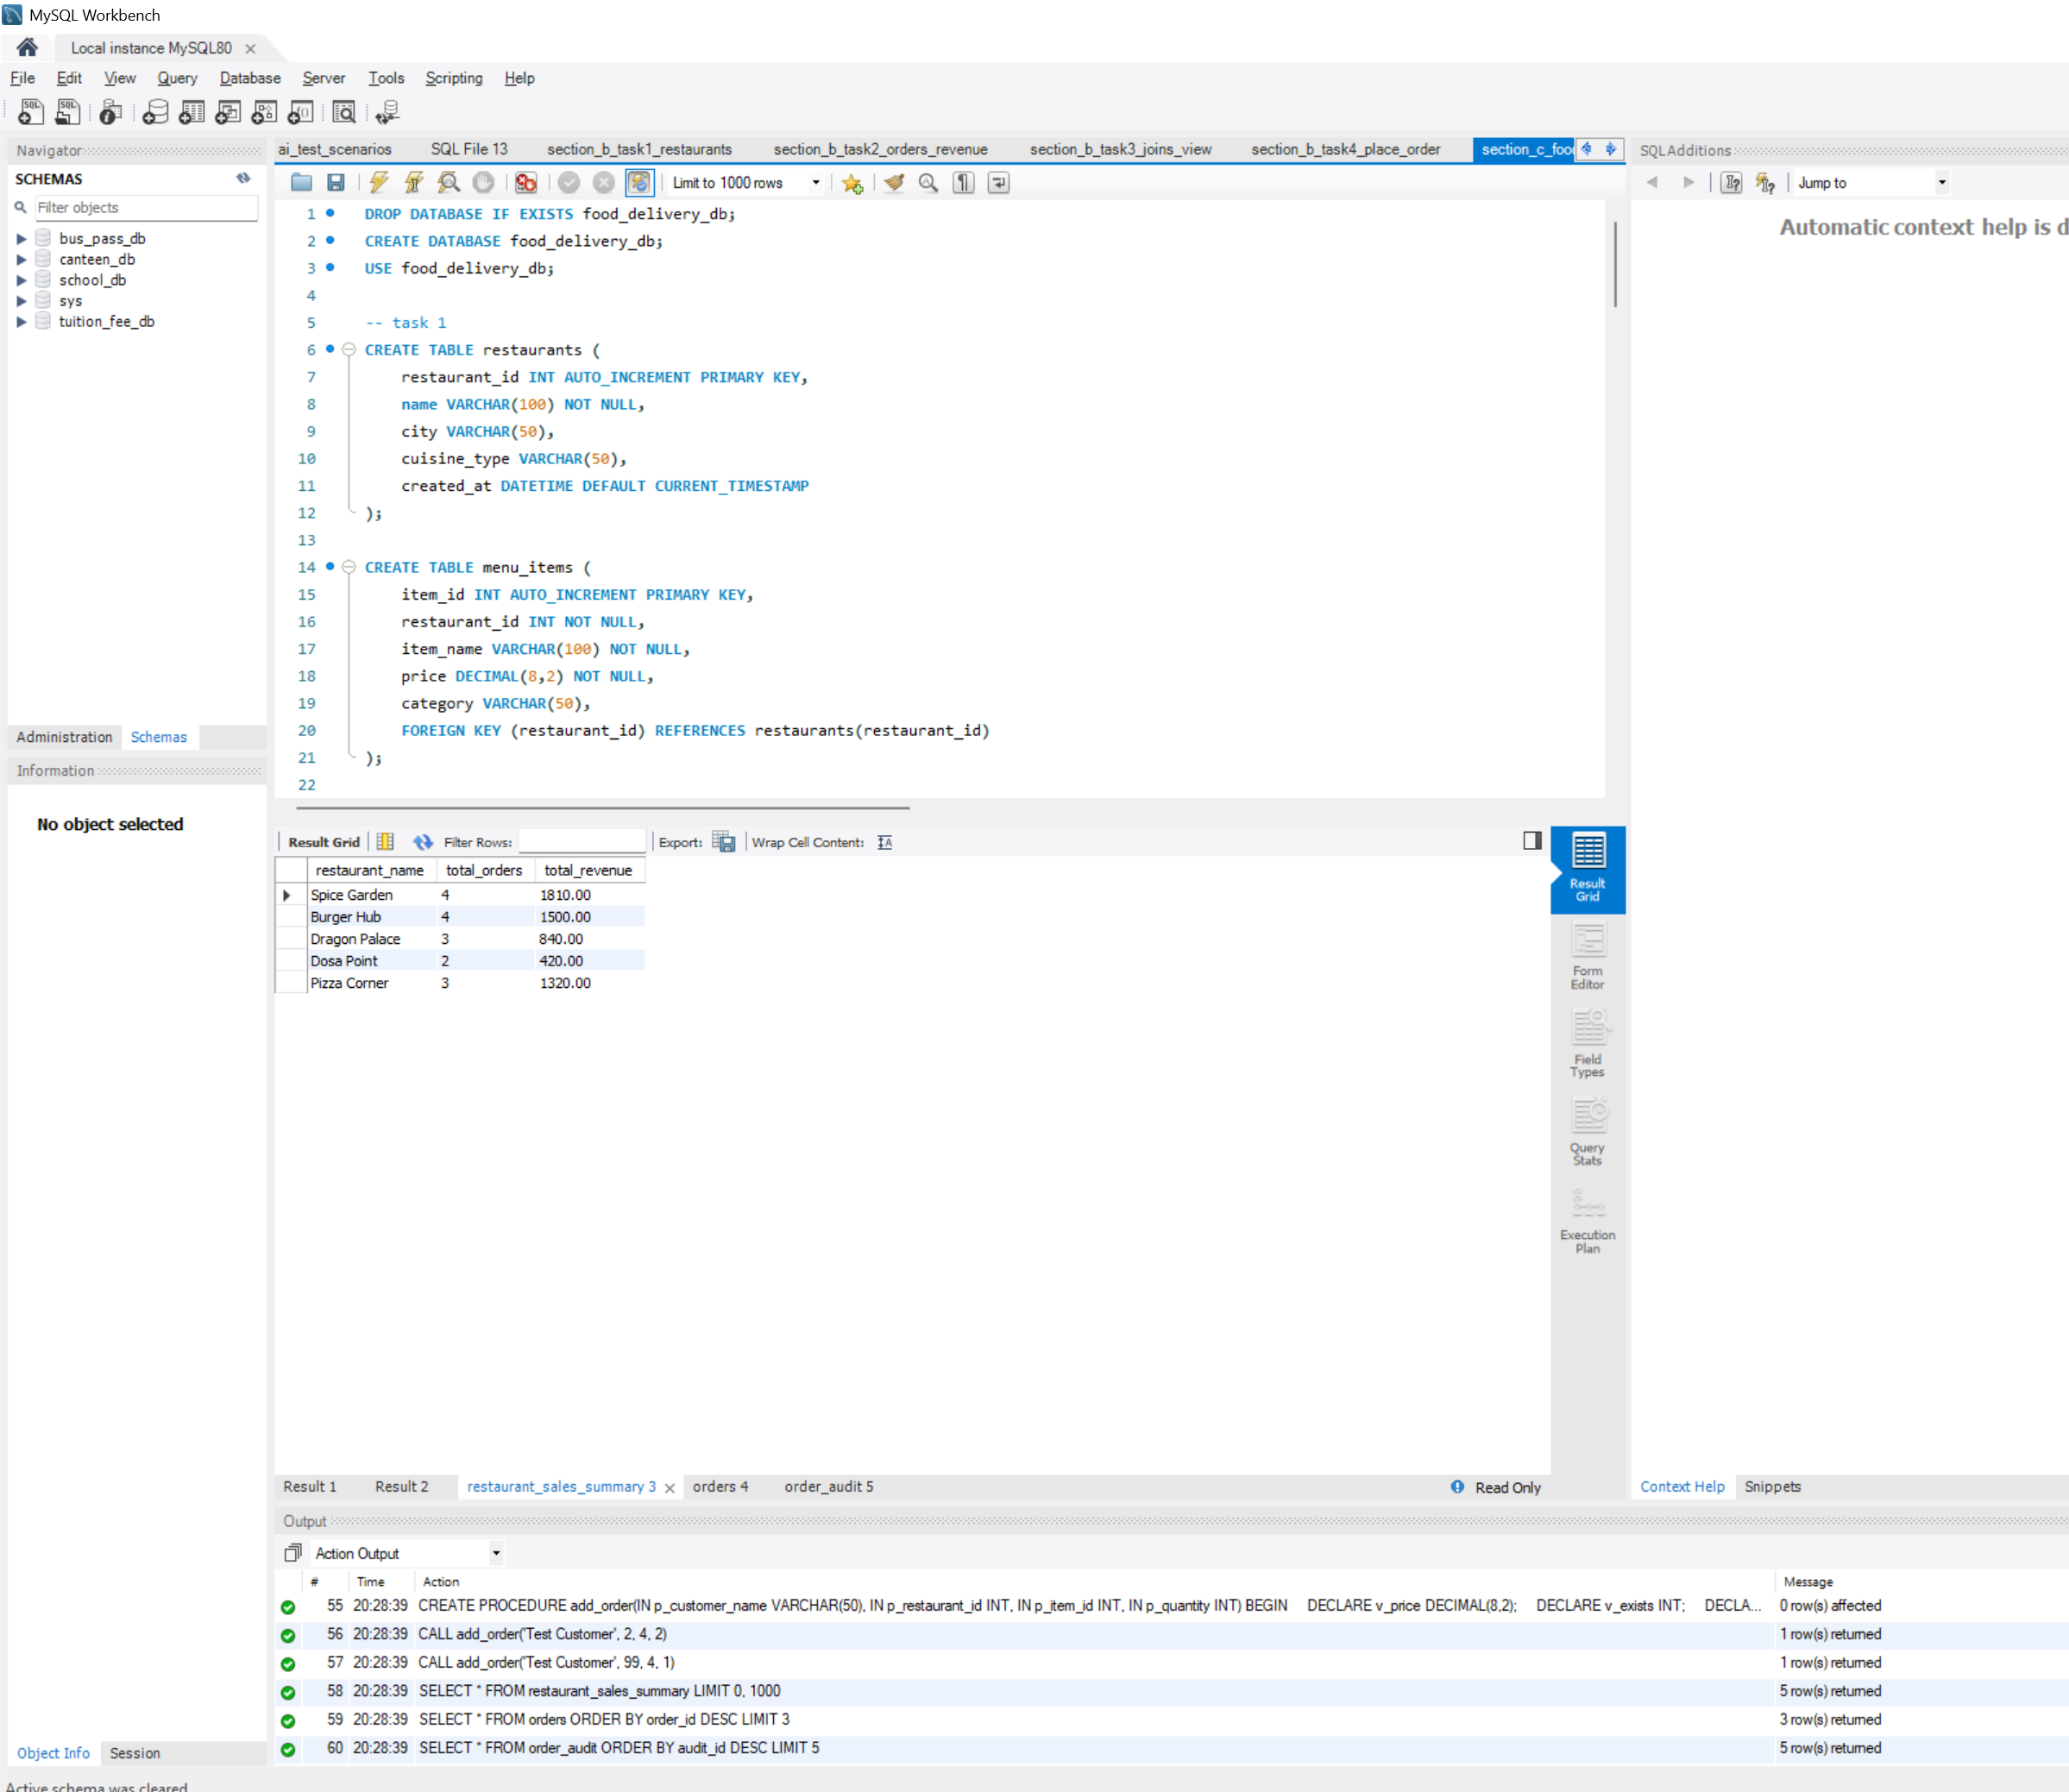 MySQL Workbench
Local instance MySQL80
File Edit View Query Database Server Tools Scripting Help
Navigator
SCHEMAS
Filter objects
bus_pass_db
canteen_db
school_db
sys
tuition_fee_db
Administration Schemas
Information
No object selected
Object Info Session
Active schema was cleared
ai_test_scenarios SQL File 13 section_b_task1_restaurants section_b_task2_orders_revenue section_b_task3_joins_view section_b_task4_place_order section_c_foo
Limit to 1000 rows
1 DROP DATABASE IF EXISTS food_delivery_db;
2 CREATE DATABASE food_delivery_db;
3 USE food_delivery_db;
4
5 -- task 1
6 CREATE TABLE restaurants (
7 restaurant_id INT AUTO_INCREMENT PRIMARY KEY,
8 name VARCHAR(100) NOT NULL,
9 city VARCHAR(50),
10 cuisine_type VARCHAR(50),
11 created_at DATETIME DEFAULT CURRENT_TIMESTAMP
12 );
13
14 CREATE TABLE menu_items (
15 item_id INT AUTO_INCREMENT PRIMARY KEY,
16 restaurant_id INT NOT NULL,
17 item_name VARCHAR(100) NOT NULL,
18 price DECIMAL(8,2) NOT NULL,
19 category VARCHAR(50),
20 FOREIGN KEY (restaurant_id) REFERENCES restaurants(restaurant_id)
21 );
22
Result Grid Filter Rows: Export: Wrap Cell Content:
restaurant_name total_orders total_revenue
Spice Garden 4 1810.00
Burger Hub 4 1500.00
Dragon Palace 3 840.00
Dosa Point 2 420.00
Pizza Corner 3 1320.00
Result Grid
Form Editor
Field Types
Query Stats
Execution Plan
Result 1 Result 2 restaurant_sales_summary 3 orders 4 order_audit 5 Read Only
SQLAdditions
Jump to
Automatic context help is d
Context Help Snippets
Output
Action Output
# Time Action Message
55 20:28:39 CREATE PROCEDURE add_order(IN p_customer_name VARCHAR(50), IN p_restaurant_id INT, IN p_item_id INT, IN p_quantity INT) BEGIN DECLARE v_price DECIMAL(8,2); DECLARE v_exists INT; DECLA... 0 row(s) affected
56 20:28:39 CALL add_order('Test Customer', 2, 4, 2) 1 row(s) returned
57 20:28:39 CALL add_order('Test Customer', 99, 4, 1) 1 row(s) returned
58 20:28:39 SELECT * FROM restaurant_sales_summary LIMIT 0, 1000 5 row(s) returned
59 20:28:39 SELECT * FROM orders ORDER BY order_id DESC LIMIT 3 3 row(s) returned
60 20:28:39 SELECT * FROM order_audit ORDER BY audit_id DESC LIMIT 5 5 row(s) returned